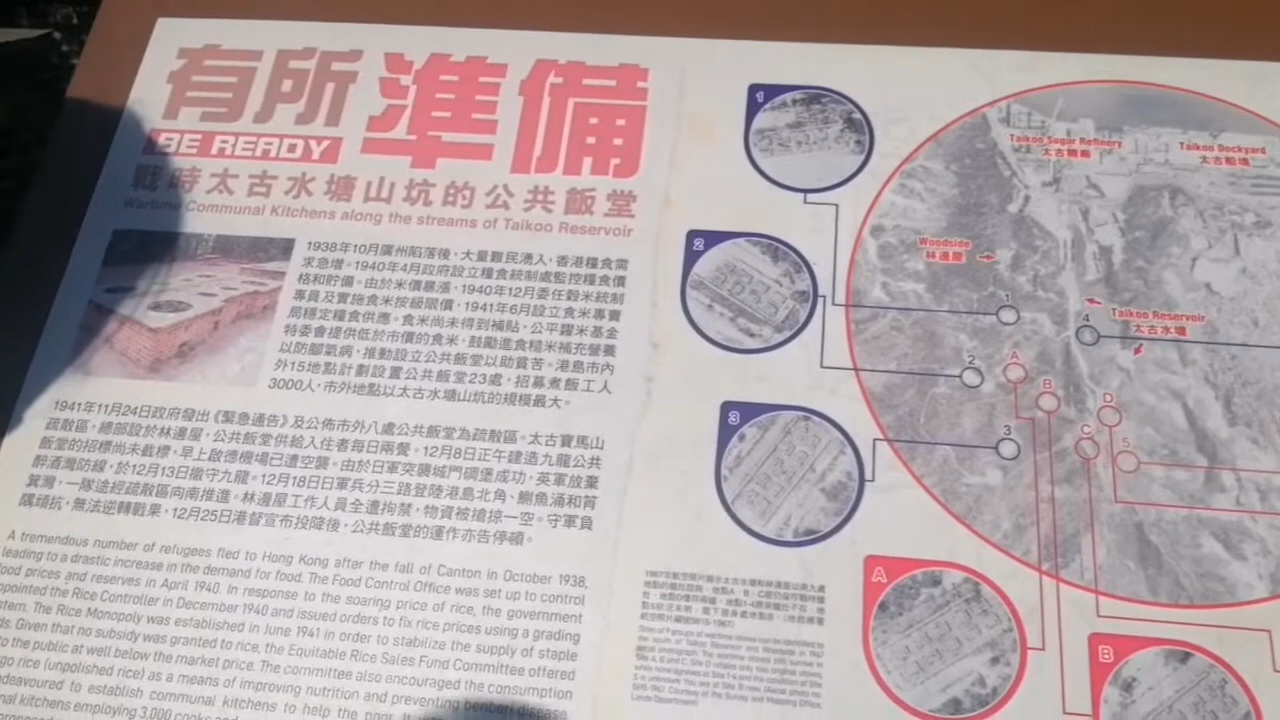 有所準備
BE READY
戰時太古水塘山坑的公共飯堂
Wartime Communal Kitchens along the streams of Taikoo Reservoir
1938年10月廣州陷落後，大量難民湧入，香港糧食需
求急增。1940年4月政府設立糧食統制處監控糧食價
格和貯備。由於米價暴漲，1940年12月委任穀米統制
專員及實施食米按級限價，1941年6月設立食米專賣
局穩定糧食供應。食米尚未得到補貼，公平糶米基金
特委會提供低於市價的食米，鼓勵進食糙米補充營養
以防腳氣病，推動設立公共飯堂以助貧苦。港島市內
外15地點計劃設置公共飯堂23處，招募煮飯工人
3000人，市外地點以太古水塘山坑的規模最大。
1941年11月24日政府發出《緊急通告》及公佈市外八處公共飯堂為疏散區。太古寶馬山
疏散區，總部設於林邊屋，公共飯堂供給入住者每日兩餐。12月8日正午建造九龍公共
飯堂的招標尚未截標，早上啟德機場已遭空襲。由於日軍突襲城門碉堡成功，英軍放棄
醉酒灣防線，於12月13日撤守九龍。12月18日日軍兵分三路登陸港島北角、鰂魚涌和筲
箕灣，一隊途經疏散區向南推進。林邊屋工作人員全遭拘禁，物資被搶掠一空。守軍負
隅頑抗，無法逆轉戰果，12月25日港督宣布投降後，公共飯堂的運作亦告停頓。
A tremendous number of refugees fled to Hong Kong after the fall of Canton in October 1938,
leading to a drastic increase in the demand for food. The Food Control Office was set up to control
food prices and reserves in April 1940. In response to the soaring price of rice, the government
appointed the Rice Controller in December 1940 and issued orders to fix rice prices using a grading
stem. The Rice Monopoly was established in June 1941 in order to stabilize the supply of staple
ds. Given that no subsidy was granted to rice, the Equitable Rice Sales Fund Committee offered
to the public at well below the market price. The committee also encouraged the consumption
go rice (unpolished rice) as a means of improving nutrition and preventing beriberi disease
ndeavoured to establish communal kitchens to help the poor.
nal kitchens employing 3,000 cooks and
1
2
3
A
B
Taikoo Sugar Refinery
太古糖廠
Taikoo Dockyard
太古船塢
Woodside
林邊屋
Taikoo Reservoir
太古水塘
1
4
2
A
B
D
3
C
5